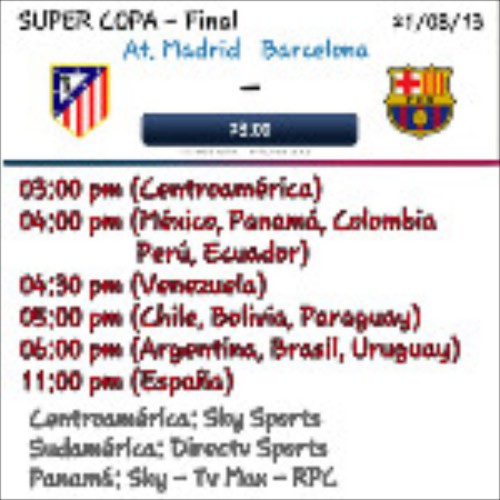 SUPER COPA - Final 21/08/13
At. Madrid Barcelona
-
23:00
03:00 pm (Centroamérica)
04:00 pm (México, Panamá, Colombia
Perú, Ecuador)
04:30 pm (Venezuela)
05:00 pm (Chile, Bolivia, Paraguay)
06:00 pm (Argentina, Brasil, Uruguay)
11:00 pm (España)
Centroamérica: Sky Sports
Sudamérica: Directv Sports
Panamá: Sky - Tv Max - RPC